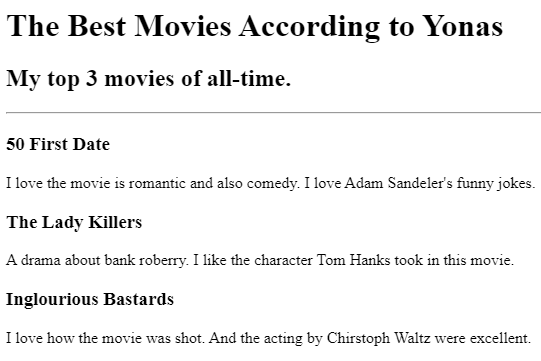 The Best Movies According to Yonas
My top 3 movies of all-time.
50 First Date
I love the movie is romantic and also comedy. I love Adam Sandeler's funny jokes.
The Lady Killers
A drama about bank roberry. I like the character Tom Hanks took in this movie.
Inglourious Bastards
I love how the movie was shot. And the acting by Chirstoph Waltz were excellent.